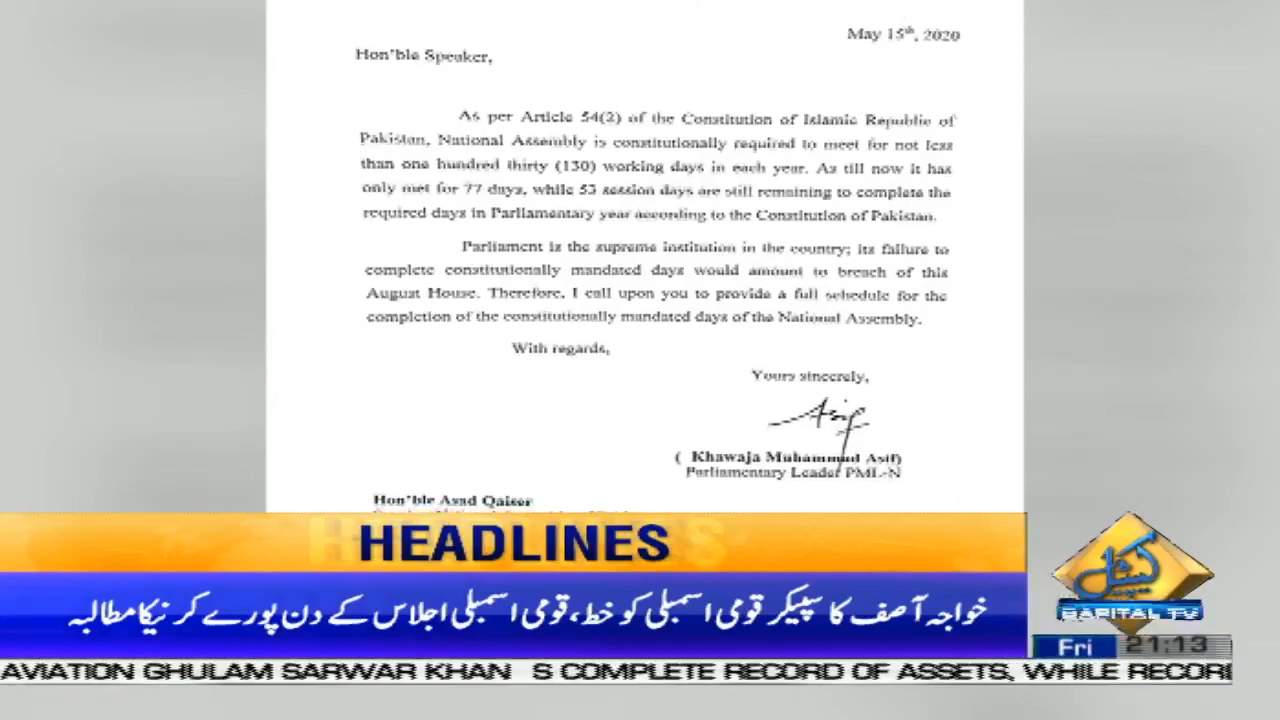 May 15th, 2020
Hon'ble Speaker,
As per Article 54(2) of the Constitution of Islamic Republic of
Pakistan, National Assembly is constitutionally required to meet for not less
than one hundred thirty (130) working days in each year. As till now it has
only met for 77 days, while 53 session days are still remaining to complete the
required days in Parliamentary year according to the Constitution of Pakistan.
Parliament is the supreme institution in the country; its failure to
complete constitutionally mandated days would amount to breach of this
August House. Therefore, I call upon you to provide a full schedule for the
completion of the constitutionally mandated days of the National Assembly.
With regards,
Yours sincerely,
Asif
( Khawaja Muhammad Asif)
Parliamentary Leader PML-N
Hon'ble Asad Qaiser
HEADLINES
خواجہ آصف کا سپیکر قومی اسمبلی کو خط، قومی اسمبلی اجلاس کے دن پورے کرنیکا مطالبہ
کیپیٹل
CAPITAL TV
Fri 21:13
AVIATION GHULAM SARWAR KHAN S COMPLETE RECORD OF ASSETS, WHILE RECOR